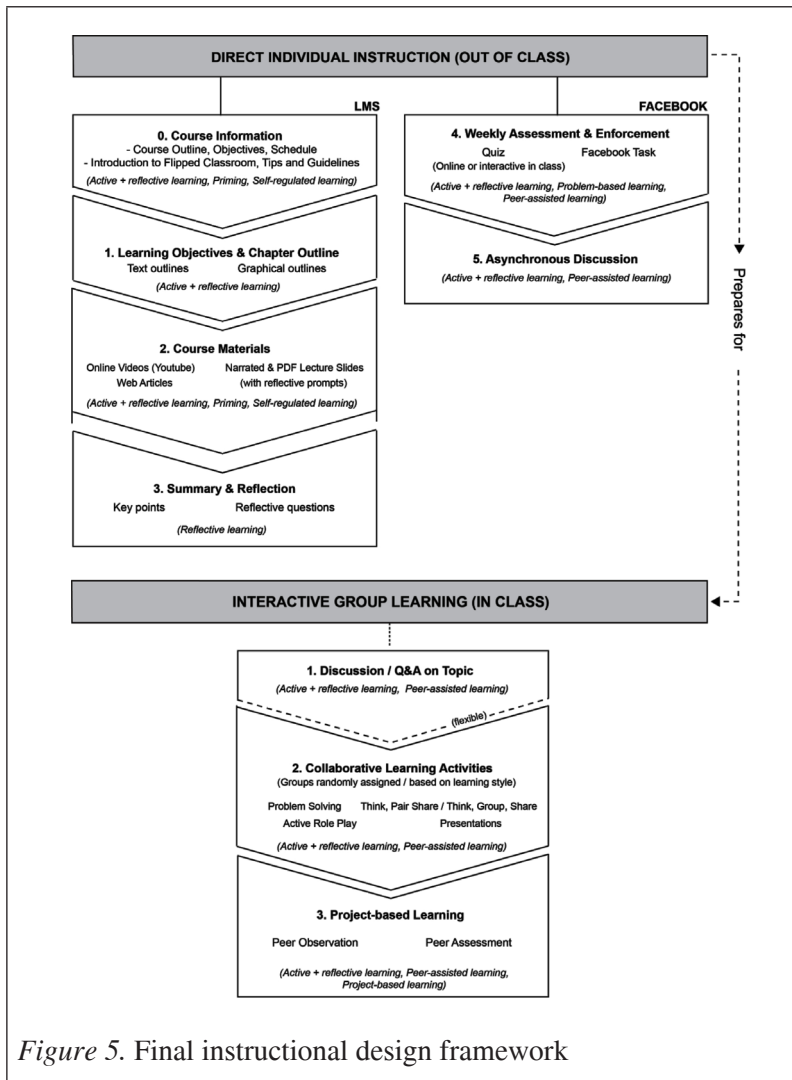 DIRECT INDIVIDUAL INSTRUCTION (OUT OF CLASS)
LMS
0. Course Information
- Course Outline, Objectives, Schedule
- Introduction to Flipped Classroom, Tips and Guidelines
(Active + reflective learning, Priming, Self-regulated learning)
1. Learning Objectives & Chapter Outline
Text outlines Graphical outlines
(Active + reflective learning)
2. Course Materials
Online Videos (Youtube) Narrated & PDF Lecture Slides
Web Articles (with reflective prompts)
(Active + reflective learning, Priming, Self-regulated learning)
3. Summary & Reflection
Key points Reflective questions
(Reflective learning)
FACEBOOK
4. Weekly Assessment & Enforcement
Quiz Facebook Task
(Online or interactive in class)
(Active + reflective learning, Problem-based learning,
Peer-assisted learning)
5. Asynchronous Discussion
(Active + reflective learning, Peer-assisted learning)
Prepares for
INTERACTIVE GROUP LEARNING (IN CLASS)
1. Discussion / Q&A on Topic
(Active + reflective learning, Peer-assisted learning)
(flexible)
2. Collaborative Learning Activities
(Groups randomly assigned / based on learning style)
Problem Solving Think, Pair Share / Think, Group, Share
Active Role Play Presentations
(Active + reflective learning, Peer-assisted learning)
3. Project-based Learning
Peer Observation Peer Assessment
(Active + reflective learning, Peer-assisted learning,
Project-based learning)
Figure 5. Final instructional design framework